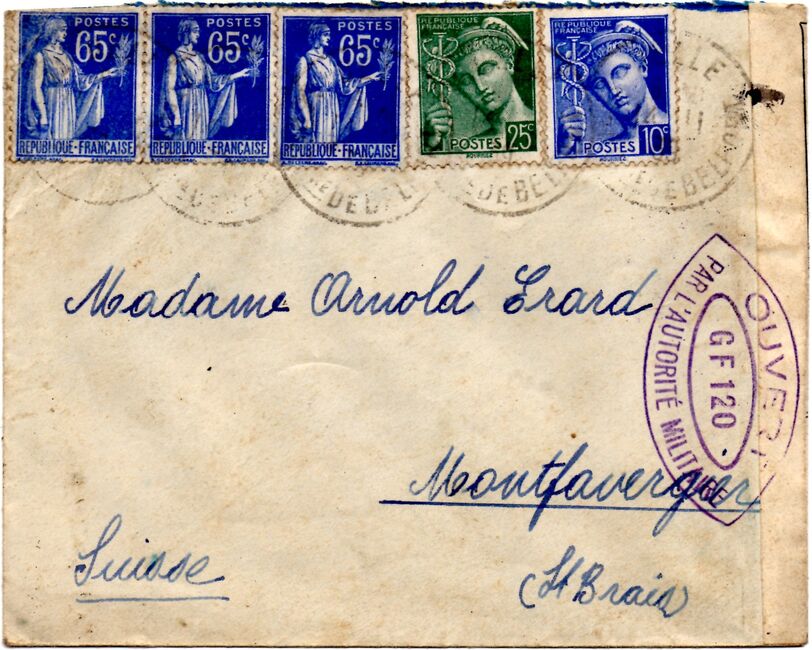 POSTES 65c RÉPUBLIQUE-FRANÇAISE
POSTES 65c RÉPUBLIQUE-FRANÇAISE
POSTES 65c RÉPUBLIQUE-FRANÇAISE
RÉPUBLIQUE FRANÇAISE POSTES 25c
RÉPUBLIQUE FRANÇAISE POSTES 10c
Madame Arnold Erard
OUVERT
PAR L'AUTORITÉ MILITAIRE
GF 120
Montfavergier
Suisse
(St Brais)